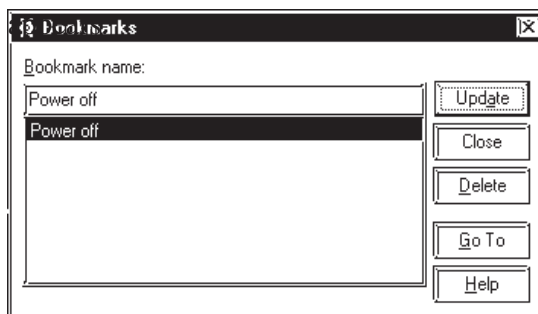 Bookmarks
Bookmark name:
Power off
Power off
Update
Close
Delete
Go To
Help